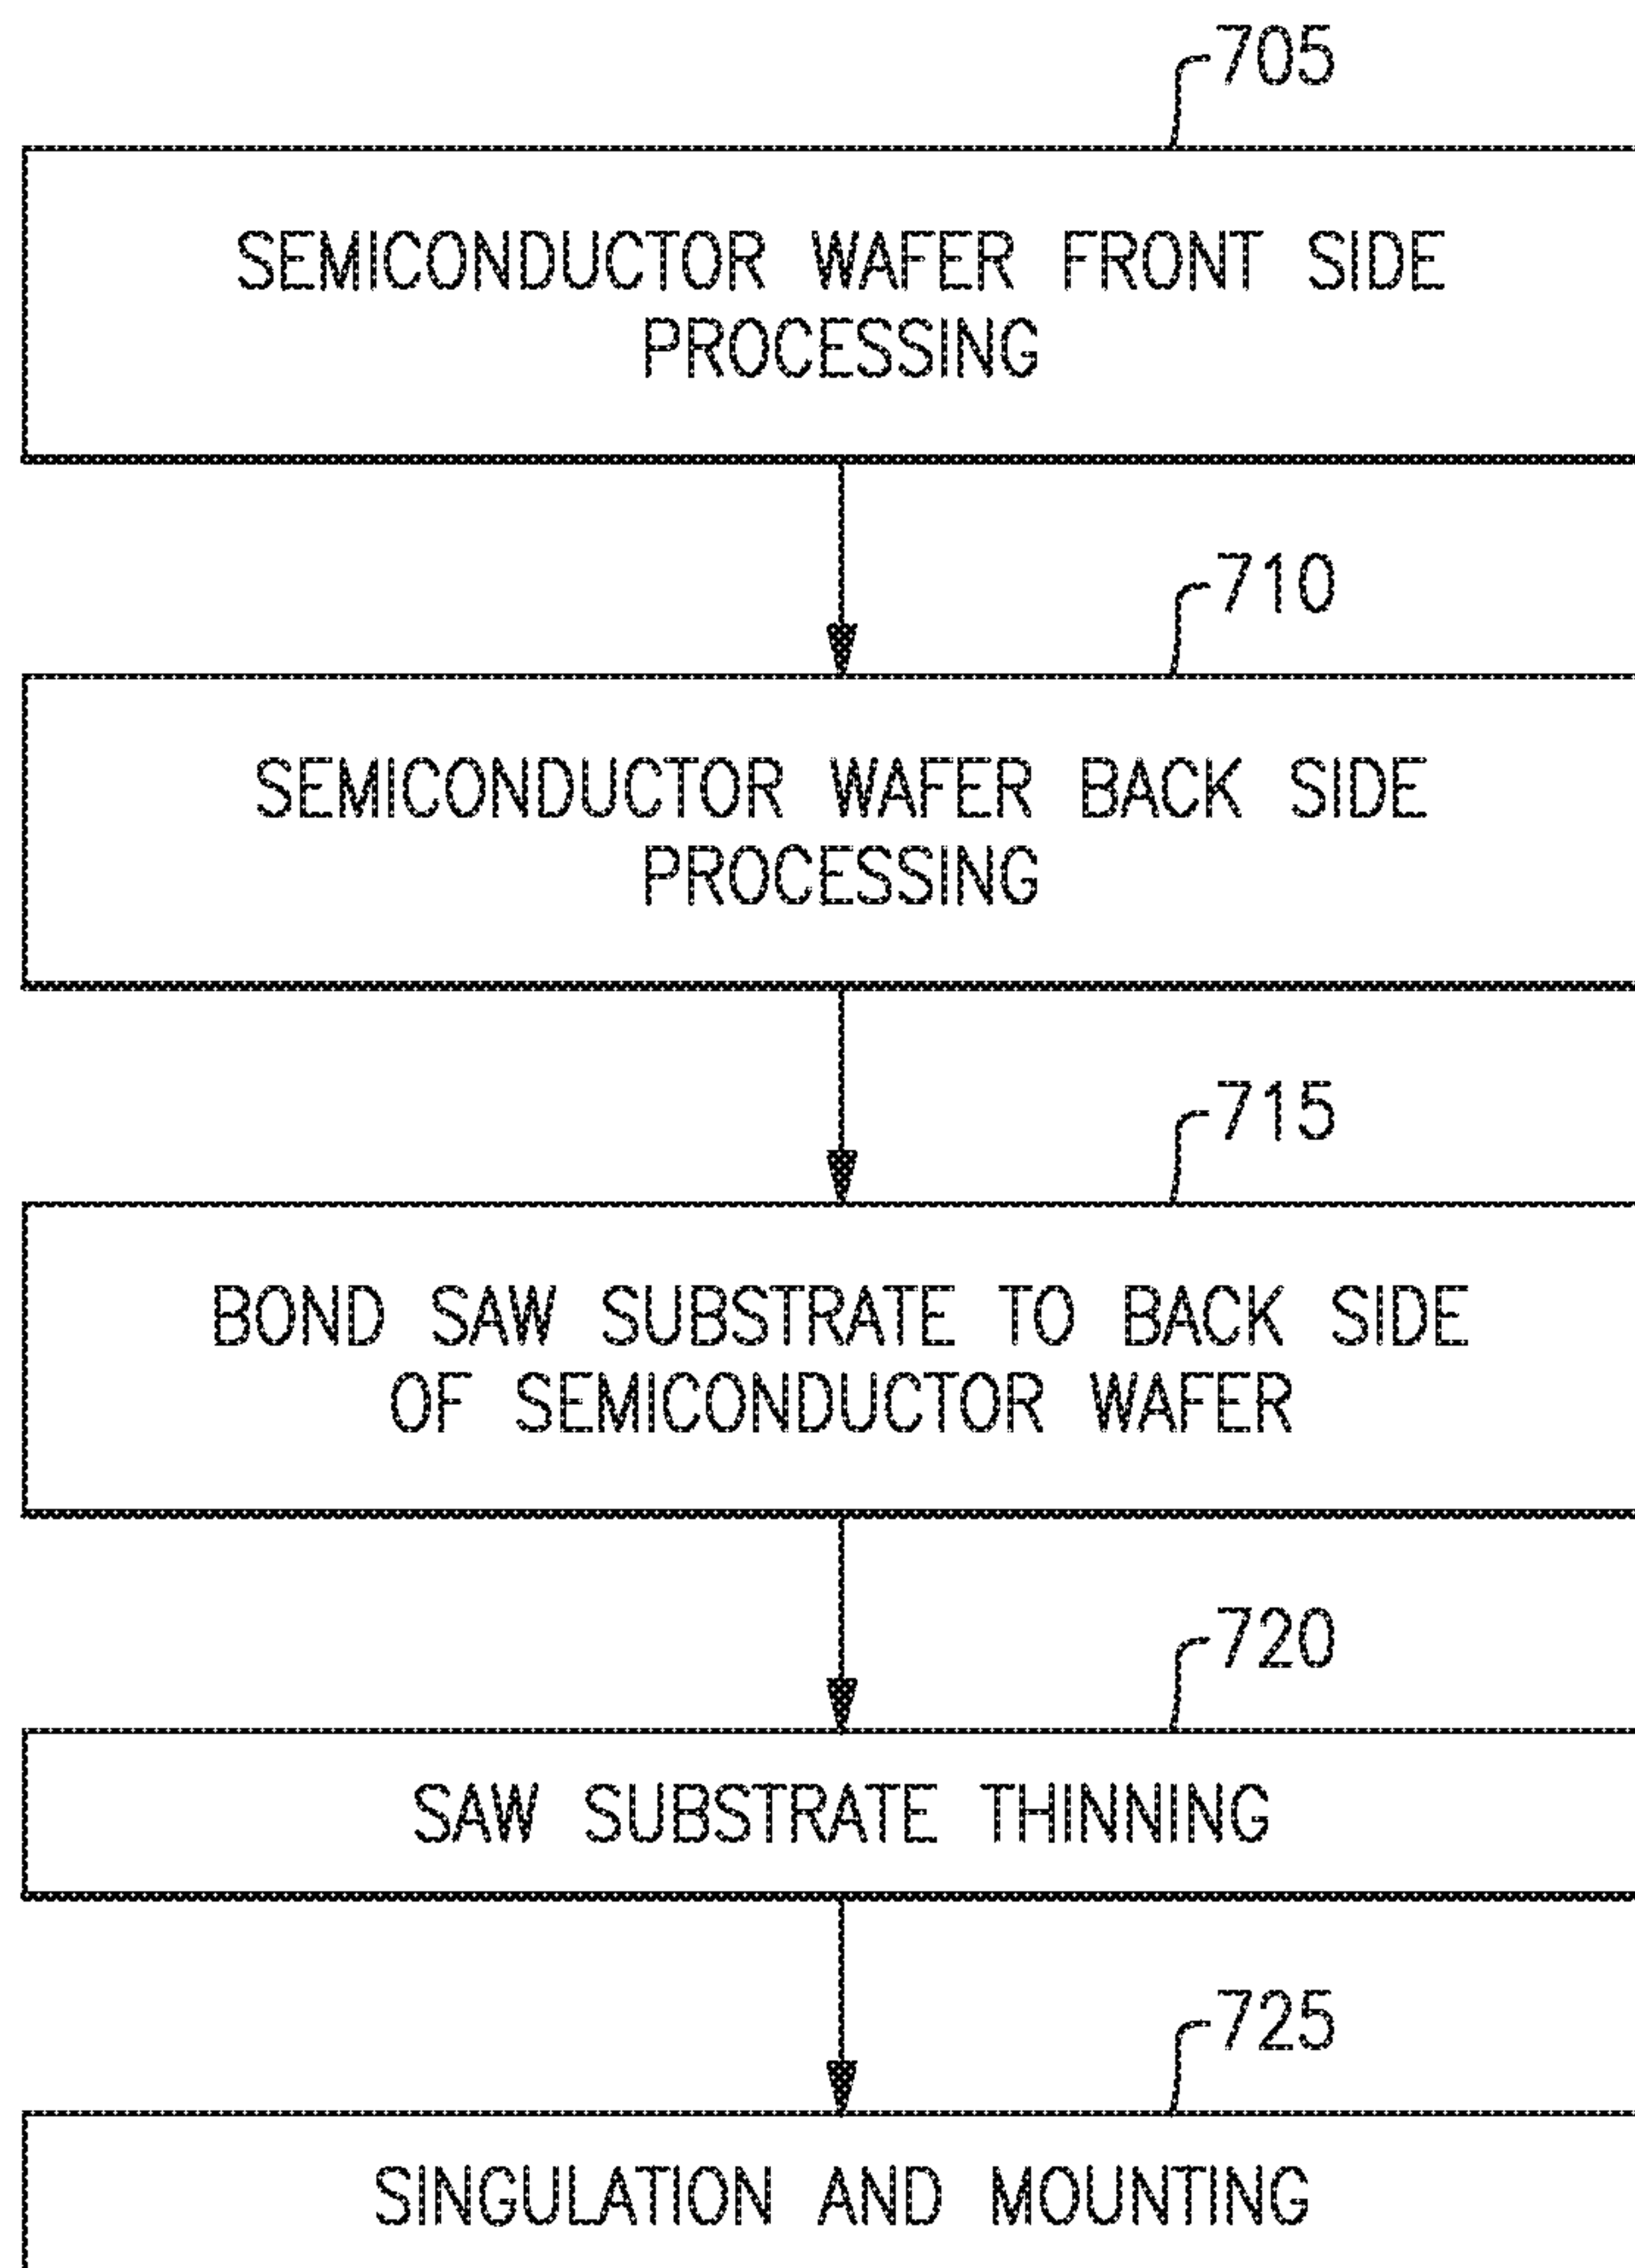 705
SEMICONDUCTOR WAFER FRONT SIDE
PROCESSING
710
SEMICONDUCTOR WAFER BACK SIDE
PROCESSING
715
BOND SAW SUBSTRATE TO BACK SIDE
OF SEMICONDUCTOR WAFER
720
SAW SUBSTRATE THINNING
725
SINGULATION AND MOUNTING